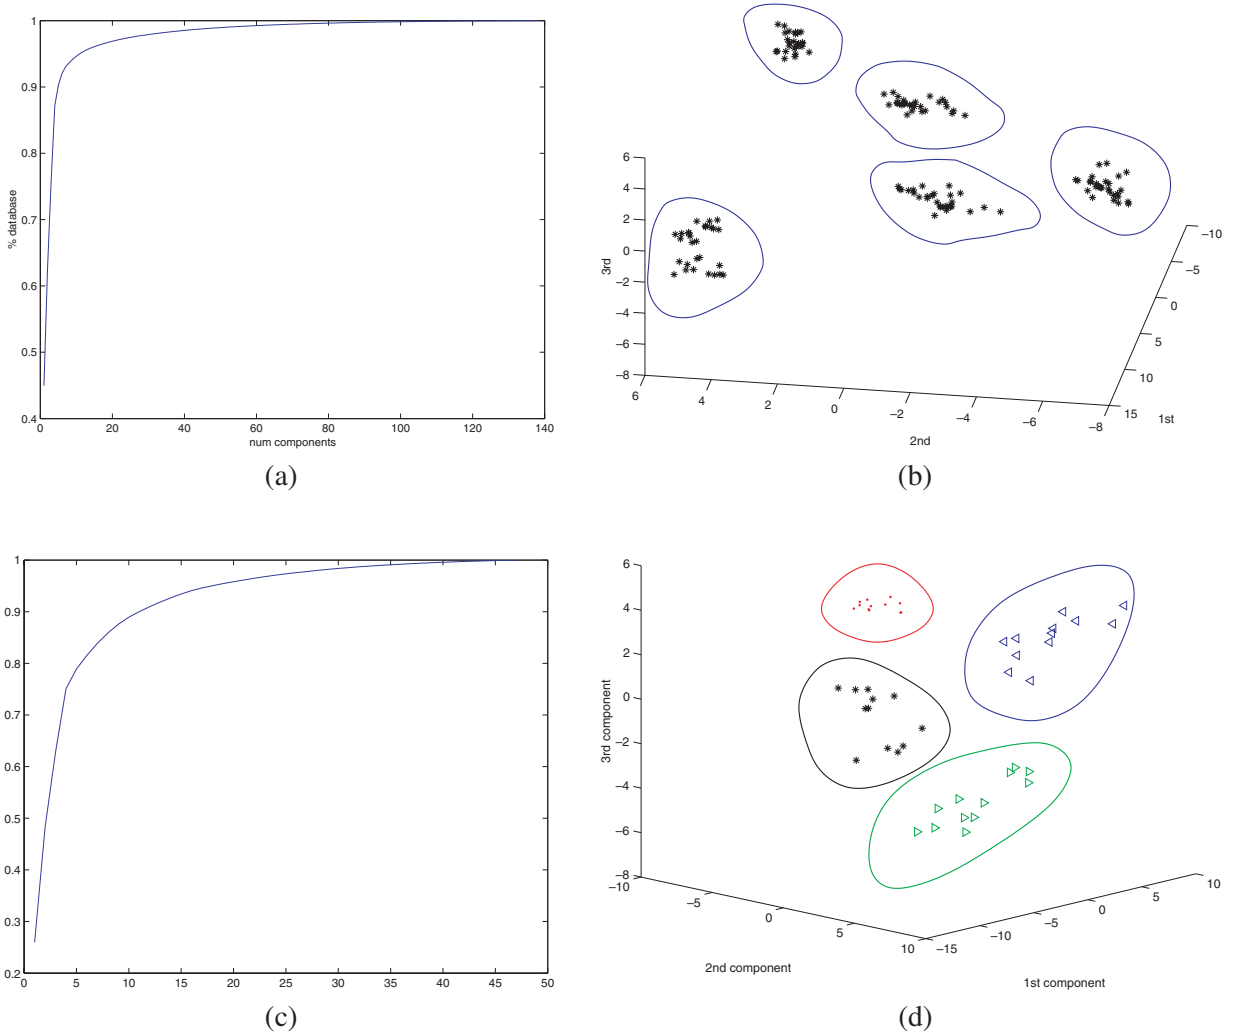 1
0.9
0.8
0.7
0.6
0.5
0.4
% database
0 20 40 60 80 100 120 140
num components
(a)
6
4
2
0
−2
−4
−6
−8
3rd
6 4 2 0 −2 −4 −6 −8
2nd
−10
−5
0
5
10
15
1st
(b)
1
0.9
0.8
0.7
0.6
0.5
0.4
0.3
0.2
0 5 10 15 20 25 30 35 40 45 50
(c)
6
4
2
0
−2
−4
−6
−8
3rd component
−10 −5 0 5 10
2nd component
−15 −10 −5 0 5 10
1st component
(d)